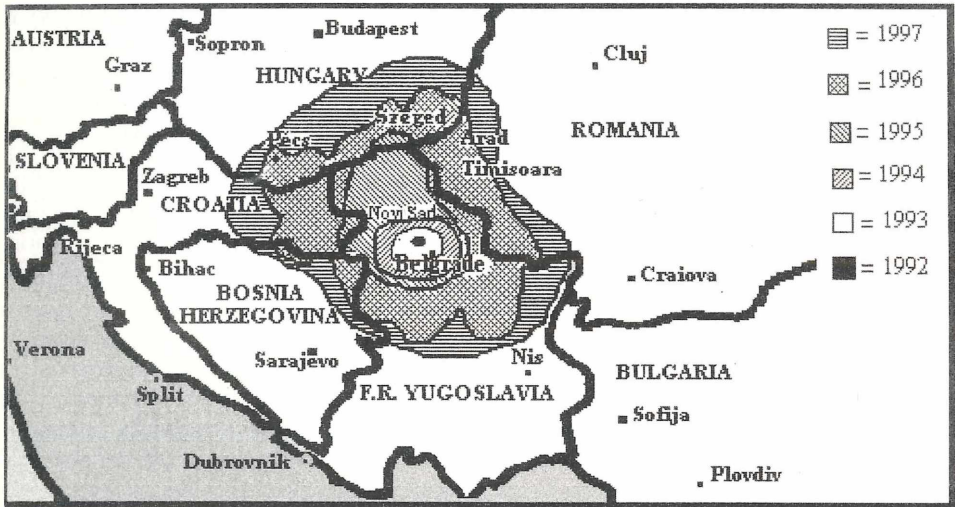 AUSTRIA
Sopron
Budapest
Graz
HUNGARY
Cluj
Szeged
Pécs
Arad
ROMANIA
SLOVENIA
Timisoara
Zagreb
CROATIA
Novi Sad
Rijeca
Belgrade
Bihac
Craiova
BOSNIA
HERZEGOVINA
Verona
Sarajevo
Nis
BULGARIA
Split
F.R. YUGOSLAVIA
Sofija
Dubrovnik
Plovdiv
= 1997
= 1996
= 1995
= 1994
= 1993
= 1992